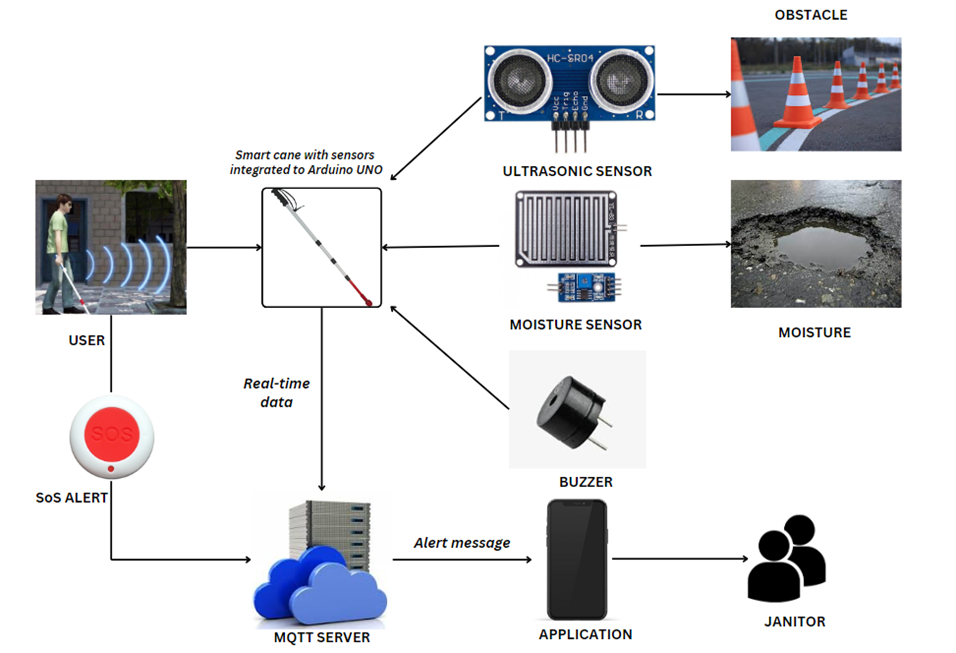 OBSTACLE
HC-SR04
Vcc
Trig
Echo
Gnd
T
R
Smart cane with sensors
integrated to Arduino UNO
ULTRASONIC SENSOR
MOISTURE SENSOR
USER
MOISTURE
Real-time
data
SOS
BUZZER
SoS ALERT
Alert message
MQTT SERVER
APPLICATION
JANITOR